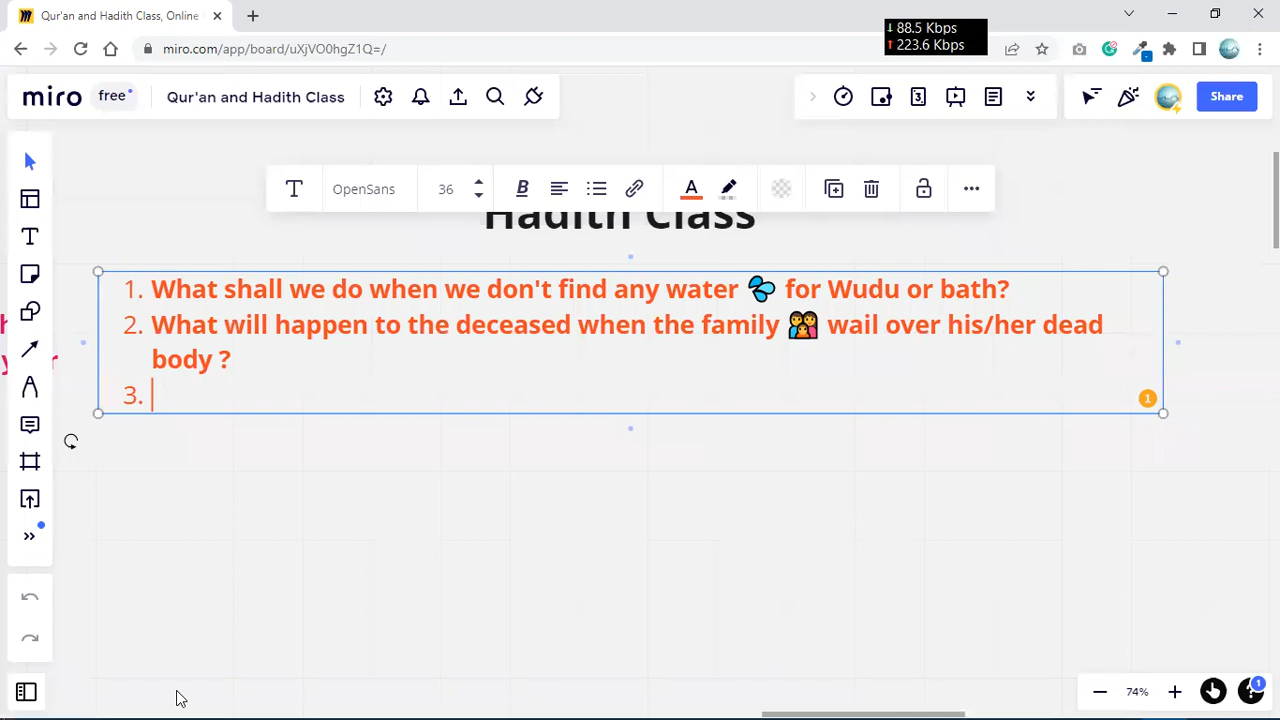 Qur'an and Hadith Class, Online
88.5 Kbps
223.6 Kbps
miro.com/app/board/uXjVO0hgZ1Q=/
miro free Qur'an and Hadith Class Share
OpenSans 36
Hadith Class
1. What shall we do when we don't find any water 💦 for Wudu or bath?
2. What will happen to the deceased when the family 👨‍👩‍👦 wail over his/her dead
body ?
3.
1
74%
1